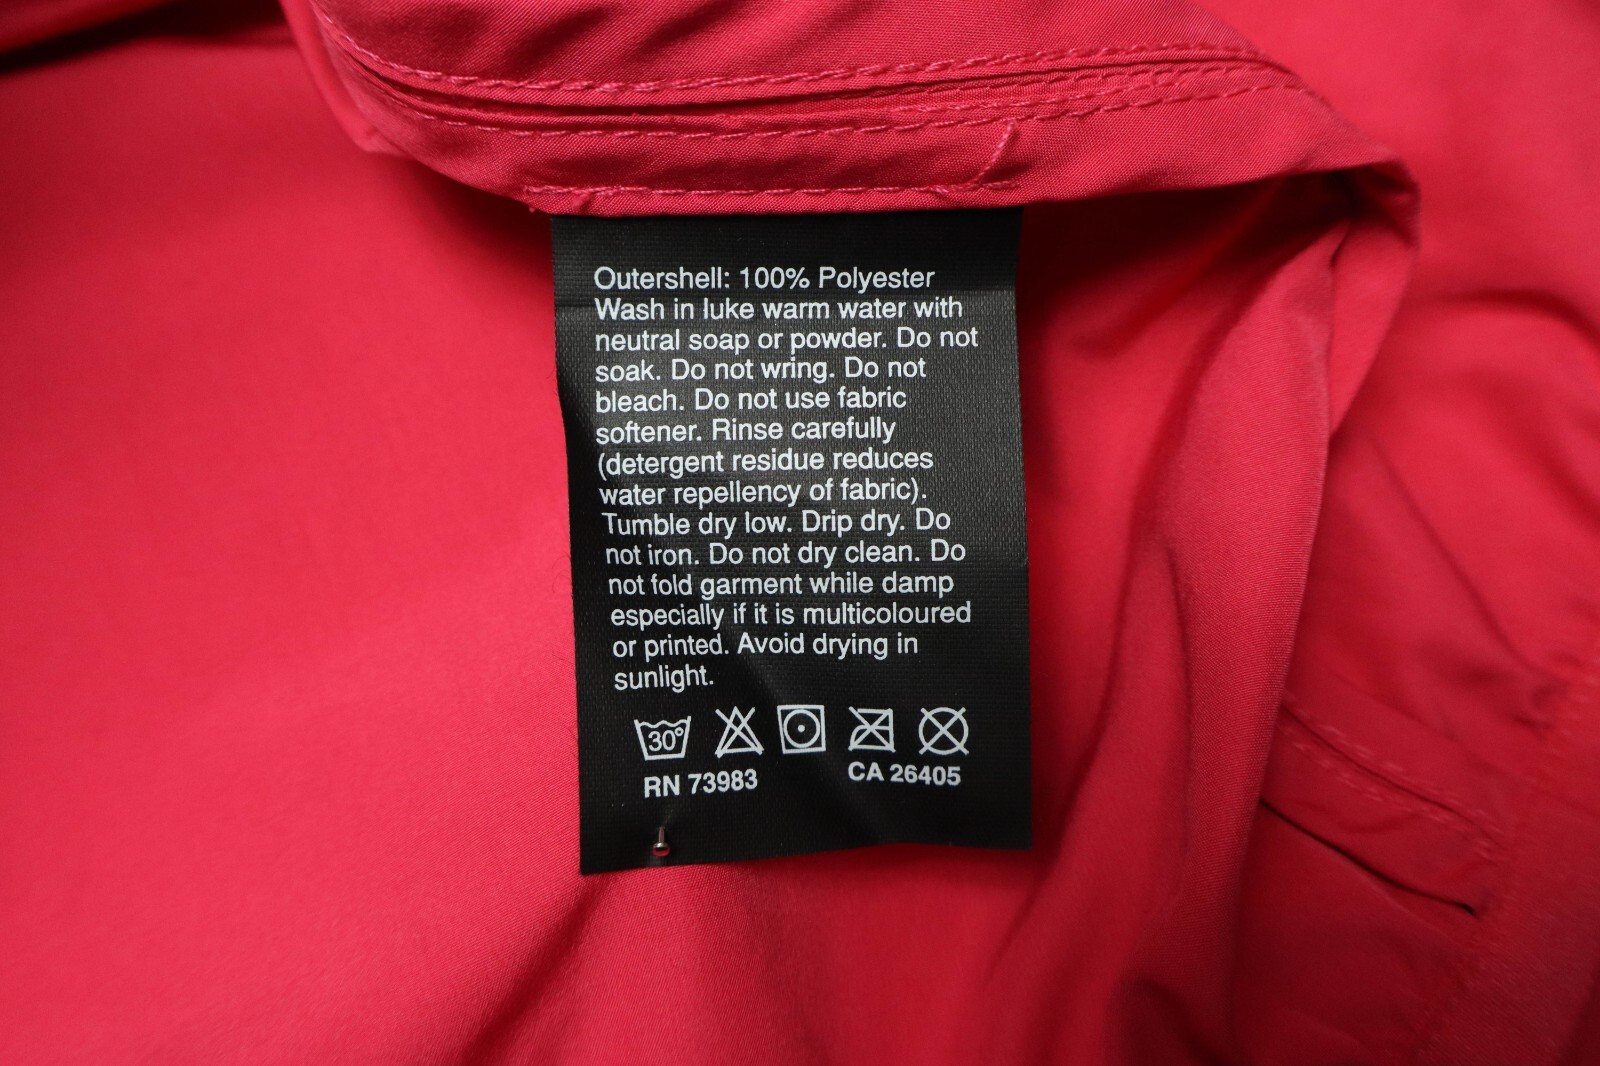 Outershell: 100% Polyester
Wash in luke warm water with
neutral soap or powder. Do not
soak. Do not wring. Do not
bleach. Do not use fabric
softener. Rinse carefully
(detergent residue reduces
water repellency of fabric).
Tumble dry low. Drip dry. Do
not iron. Do not dry clean. Do
not fold garment while damp
especially if it is multicoloured
or printed. Avoid drying in
sunlight.
30°
RN 73983 CA 26405